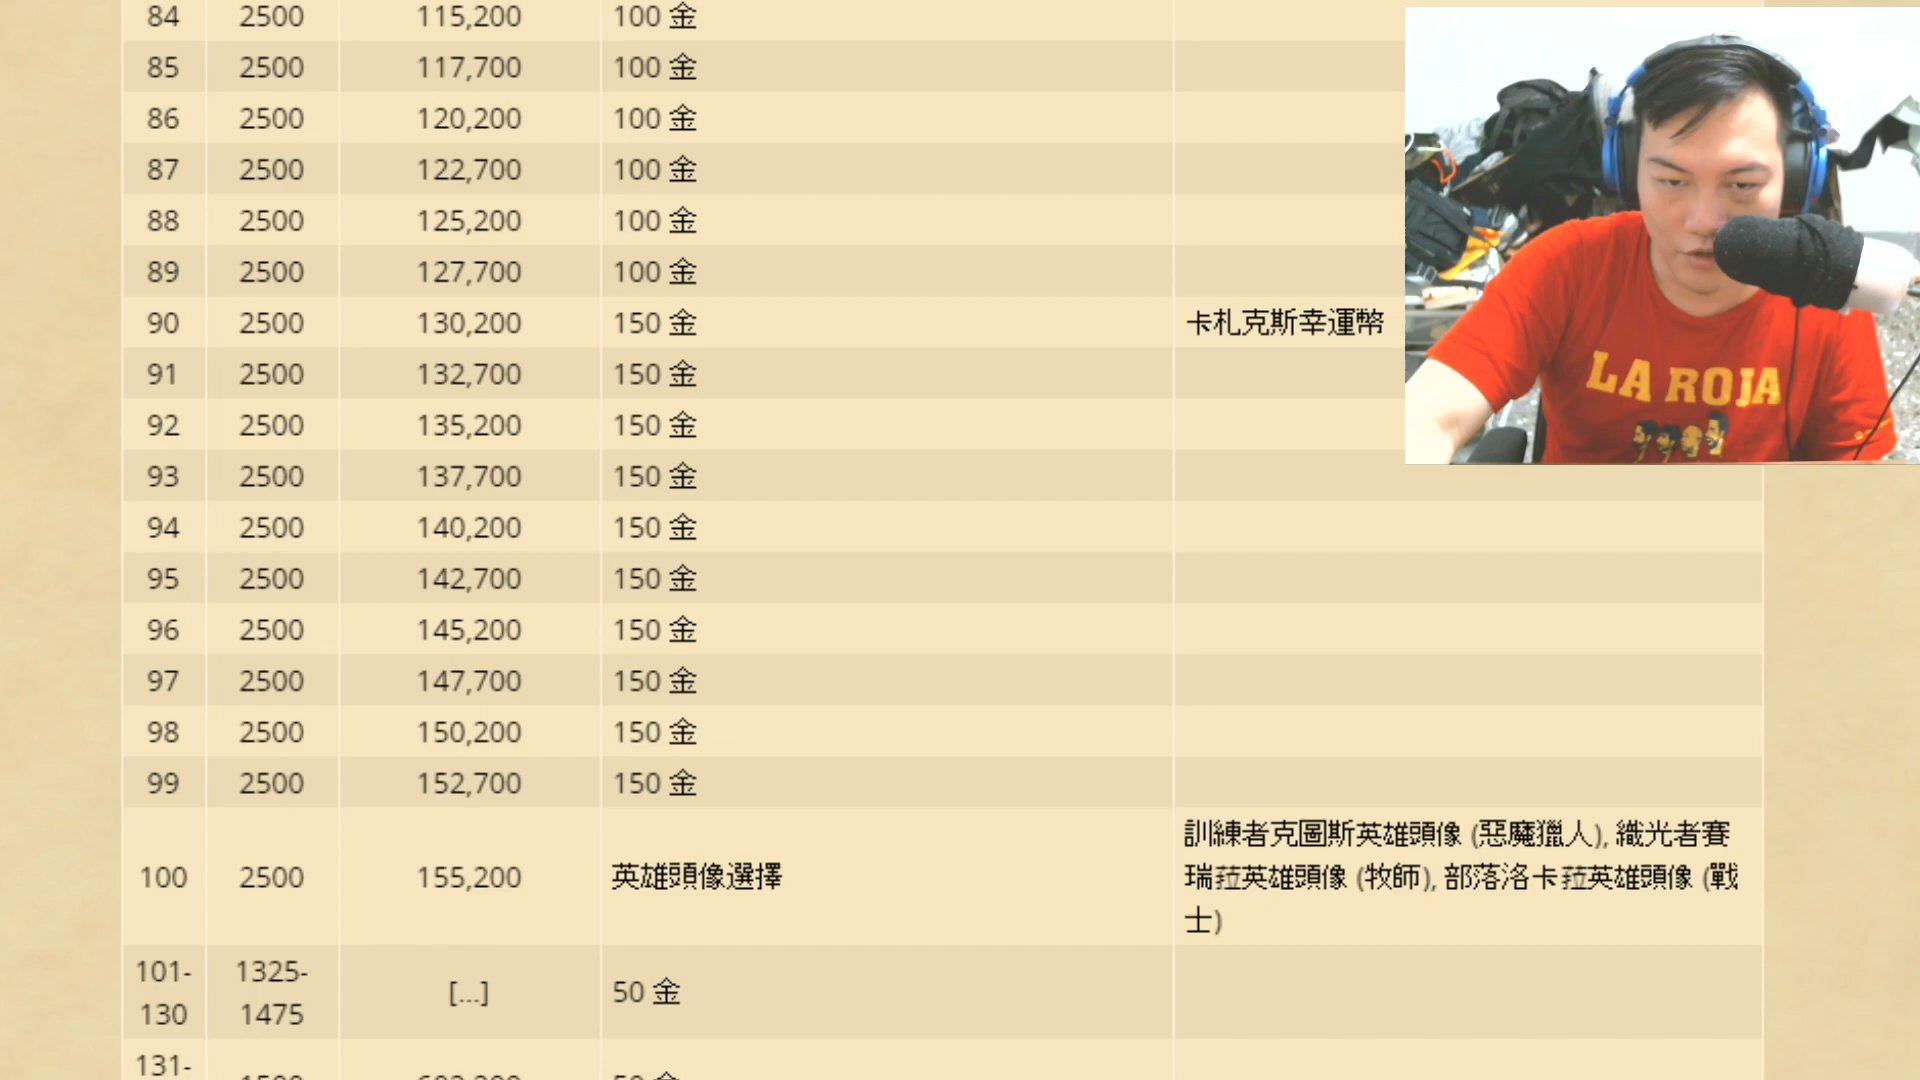 84 2500 115,200 100 金
85 2500 117,700 100 金
86 2500 120,200 100 金
87 2500 122,700 100 金
88 2500 125,200 100 金
89 2500 127,700 100 金
90 2500 130,200 150 金 卡札克斯幸運幣
91 2500 132,700 150 金
92 2500 135,200 150 金
93 2500 137,700 150 金
94 2500 140,200 150 金
95 2500 142,700 150 金
96 2500 145,200 150 金
97 2500 147,700 150 金
98 2500 150,200 150 金
99 2500 152,700 150 金
訓練者克圖斯英雄頭像 (惡魔獵人), 織光者賽
100 2500 155,200 英雄頭像選擇 瑞菈英雄頭像 (牧師), 部落洛卡菈英雄頭像 (戰
士)
101- 1325-
[...] 50 金
130 1475
131-
LA ROJA